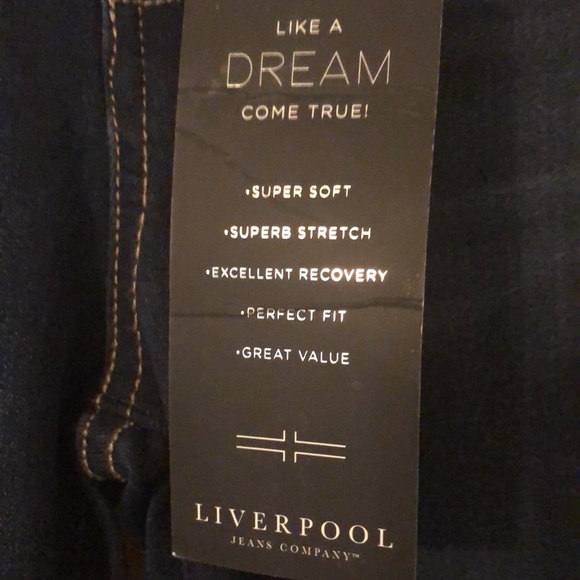 LIKE A
DREAM
COME TRUE!
•SUPER SOFT
•SUPERB STRETCH
•EXCELLENT RECOVERY
•PERFECT FIT
•GREAT VALUE
LIVERPOOL
JEANS COMPANY™